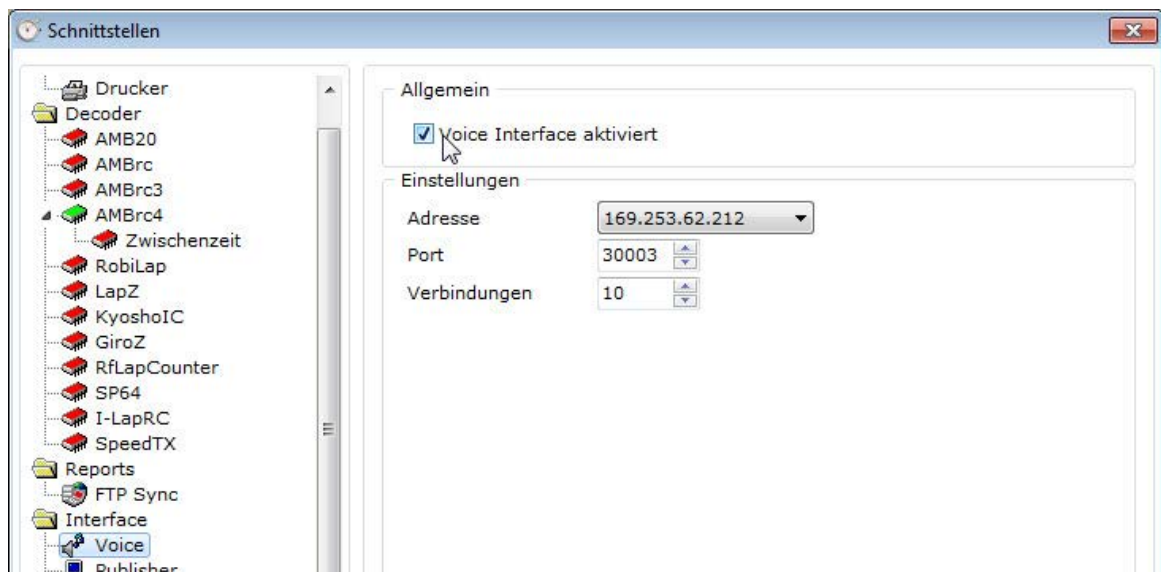 Schnittstellen
Drucker
Decoder
AMB20
AMBrc
AMBrc3
AMBrc4
Zwischenzeit
RobiLap
LapZ
KyoshoIC
GiroZ
RfLapCounter
SP64
I-LapRC
SpeedTX
Reports
FTP Sync
Interface
Voice
Publisher
Allgemein
Voice Interface aktiviert
Einstellungen
Adresse 169.253.62.212
Port 30003
Verbindungen 10